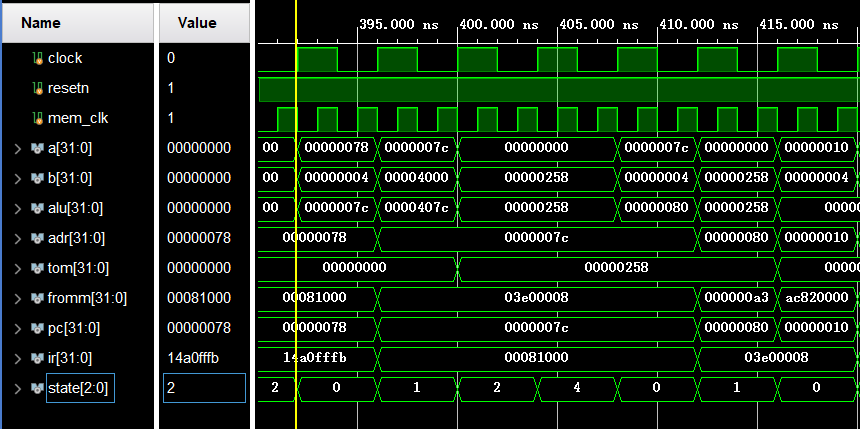 Name Value 395.000 ns 400.000 ns 405.000 ns 410.000 ns 415.000 ns
clock 0
resetn 1
mem_clk 1
a[31:0] 00000000 00 00000078 0000007c 00000000 0000007c 00000000 00000010
b[31:0] 00000000 00 00000004 00004000 00000258 00000004 00000258 00000004
alu[31:0] 00000000 00 0000007c 0000407c 00000258 00000080 00000258 00000
adr[31:0] 00000078 00000078 0000007c 00000080 00000010
tom[31:0] 00000000 00000000 00000258 00000
fromm[31:0] 00081000 00081000 03e00008 000000a3 ac820000
pc[31:0] 00000078 00000078 0000007c 00000080 00000010
ir[31:0] 14a0fffb 14a0fffb 00081000 03e00008
state[2:0] 2 2 0 1 2 4 0 1 0